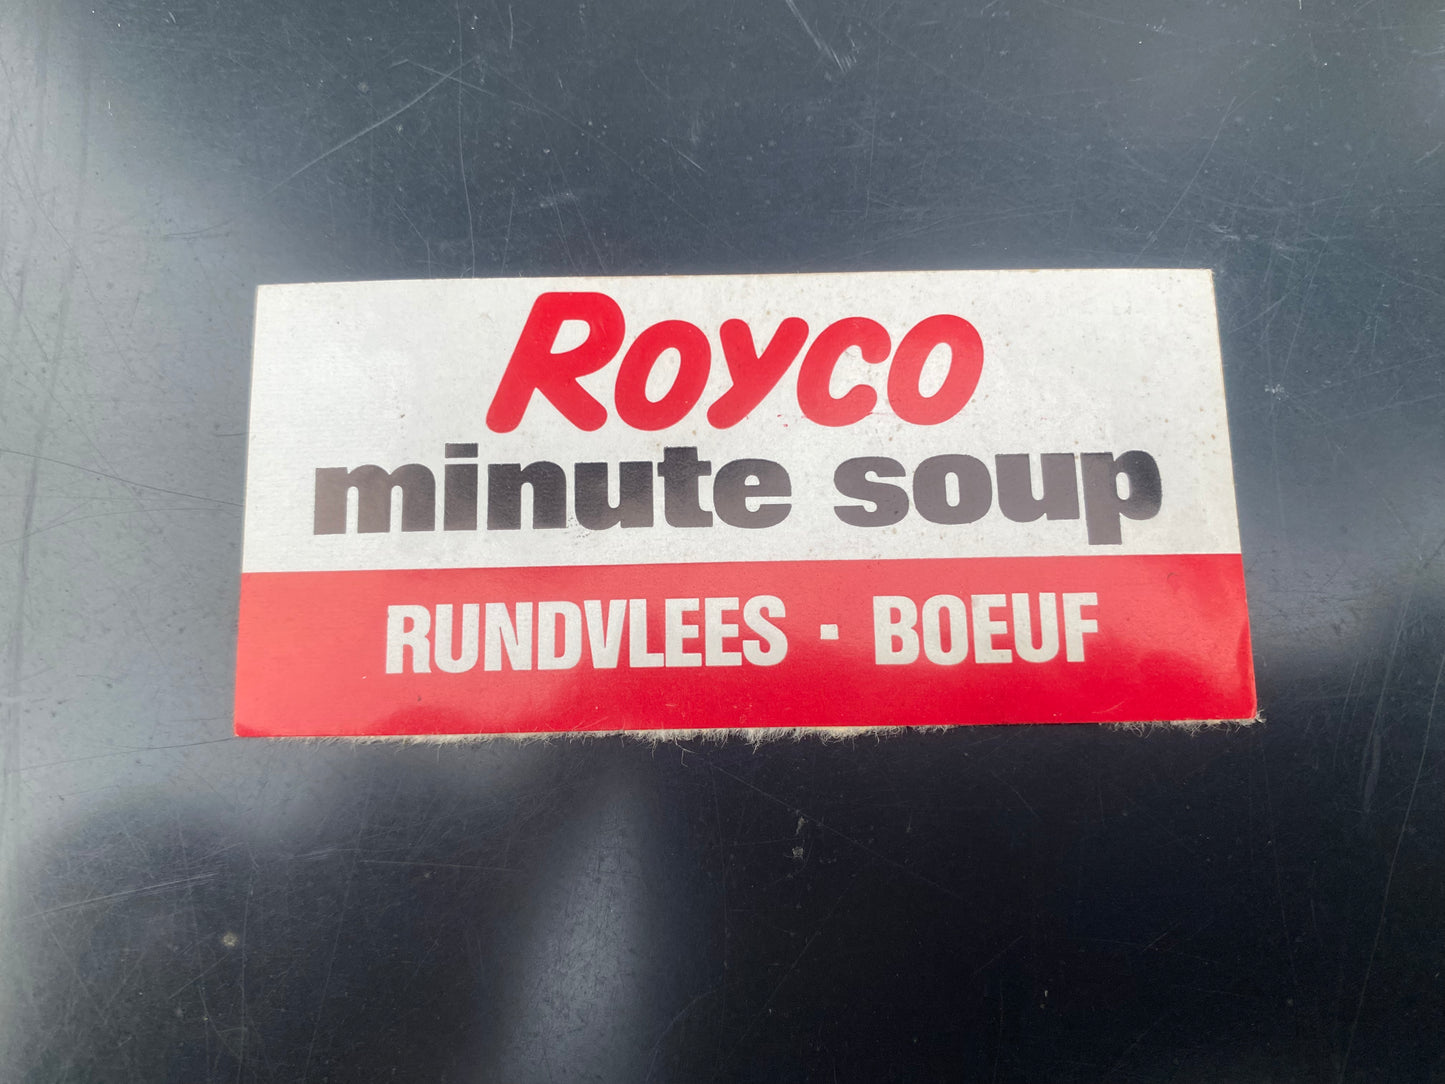 Royco
minute soup
RUNDVLEES · BOEUF